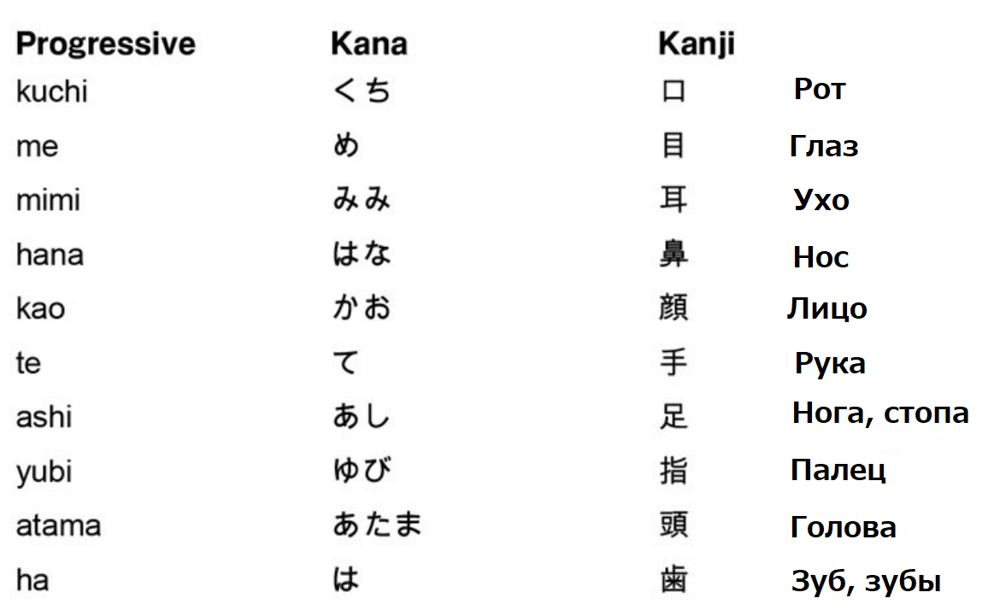 Progressive Kana Kanji
kuchi くち 口 Рот
me め 目 Глаз
mimi みみ 耳 Ухо
hana はな 鼻 Нос
kao かお 顔 Лицо
te て 手 Рука
ashi あし 足 Нога, стопа
yubi ゆび 指 Палец
atama あたま 頭 Голова
ha は 歯 Зуб, зубы